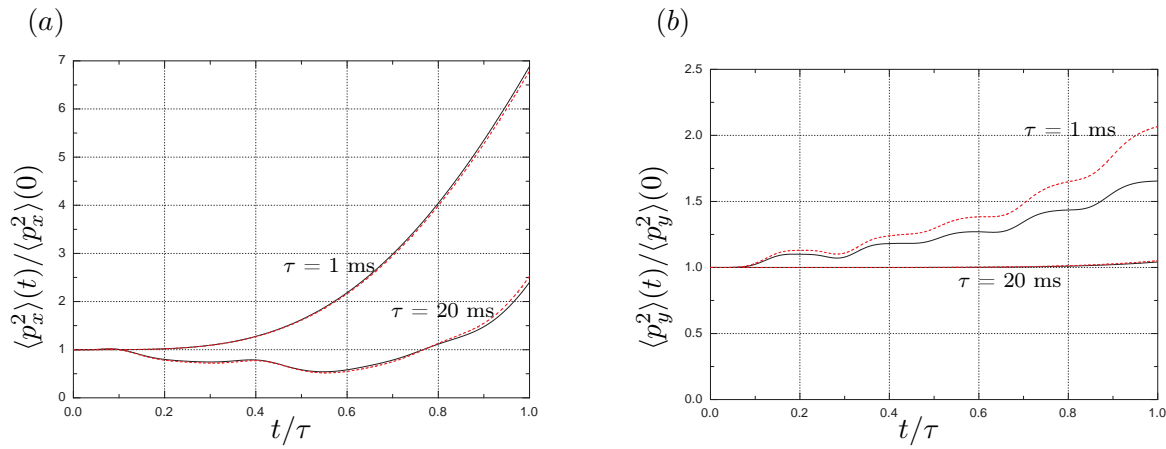 (a)
7
6
5
4
3
2
1
0
0.0 0.2 0.4 0.6 0.8 1.0
⟨p_x^2⟩(t)/⟨p_x^2⟩(0)
t/τ
τ = 1 ms
τ = 20 ms
(b)
2.5
2.0
1.5
1.0
0.5
0.0
0.0 0.2 0.4 0.6 0.8 1.0
⟨p_y^2⟩(t)/⟨p_y^2⟩(0)
t/τ
τ = 1 ms
τ = 20 ms